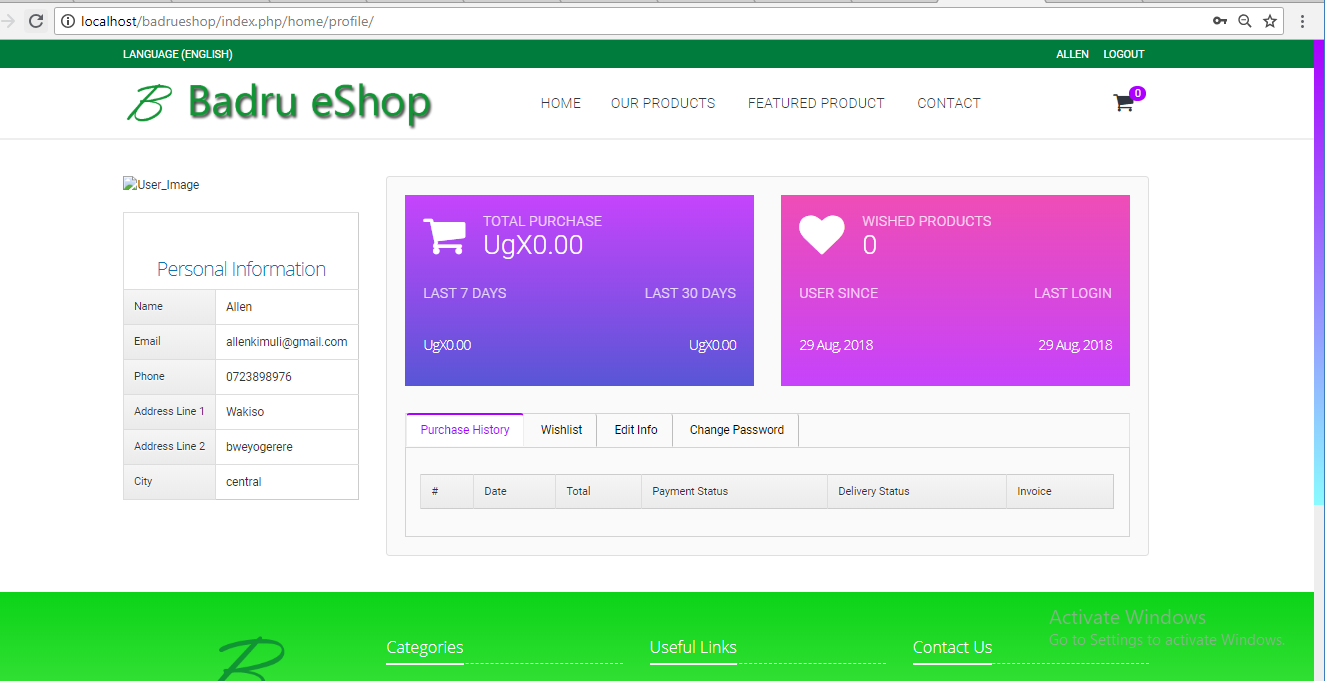 localhost/badrueshop/index.php/home/profile/
LANGUAGE (ENGLISH)
ALLEN LOGOUT
B Badru eShop
HOME OUR PRODUCTS FEATURED PRODUCT CONTACT
0
User_Image
Personal Information
Name Allen
Email allenkimuli@gmail.com
Phone 0723898976
Address Line 1 Wakiso
Address Line 2 bweyogerere
City central
TOTAL PURCHASE
UgX0.00
LAST 7 DAYS LAST 30 DAYS
UgX0.00 UgX0.00
WISHED PRODUCTS
0
USER SINCE LAST LOGIN
29 Aug, 2018 29 Aug, 2018
Purchase History Wishlist Edit Info Change Password
# Date Total Payment Status Delivery Status Invoice
B
Categories
Useful Links
Contact Us
Activate Windows
Go to Settings to activate Windows.